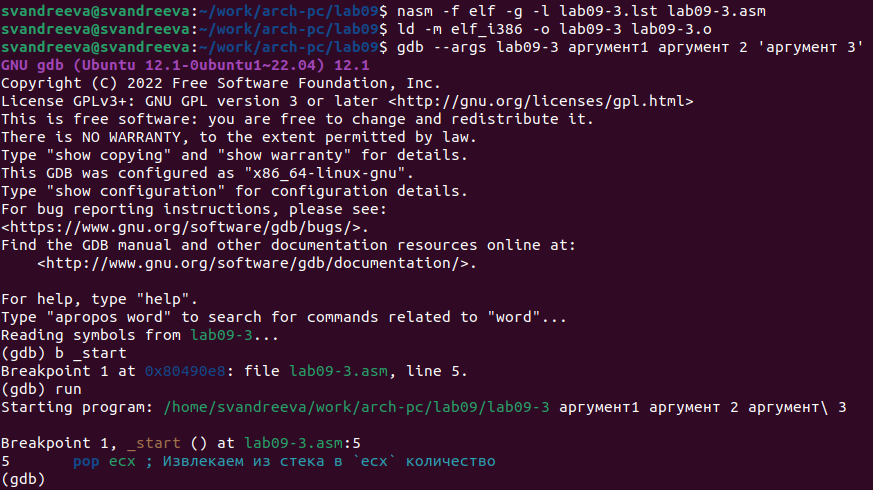 svandreeva@svandreeva:~/work/arch-pc/lab09$ nasm -f elf -g -l lab09-3.lst lab09-3.asm
svandreeva@svandreeva:~/work/arch-pc/lab09$ ld -m elf_i386 -o lab09-3 lab09-3.o
svandreeva@svandreeva:~/work/arch-pc/lab09$ gdb --args lab09-3 аргумент1 аргумент 2 'аргумент 3'
GNU gdb (Ubuntu 12.1-0ubuntu1~22.04) 12.1
Copyright (C) 2022 Free Software Foundation, Inc.
License GPLv3+: GNU GPL version 3 or later <http://gnu.org/licenses/gpl.html>
This is free software: you are free to change and redistribute it.
There is NO WARRANTY, to the extent permitted by law.
Type "show copying" and "show warranty" for details.
This GDB was configured as "x86_64-linux-gnu".
Type "show configuration" for configuration details.
For bug reporting instructions, please see:
<https://www.gnu.org/software/gdb/bugs/>.
Find the GDB manual and other documentation resources online at:
    <http://www.gnu.org/software/gdb/documentation/>.

For help, type "help".
Type "apropos word" to search for commands related to "word"...
Reading symbols from lab09-3...
(gdb) b _start
Breakpoint 1 at 0x80490e8: file lab09-3.asm, line 5.
(gdb) run
Starting program: /home/svandreeva/work/arch-pc/lab09/lab09-3 аргумент1 аргумент 2 аргумент\ 3

Breakpoint 1, _start () at lab09-3.asm:5
5       pop ecx ; Извлекаем из стека в `ecx` количество
(gdb)